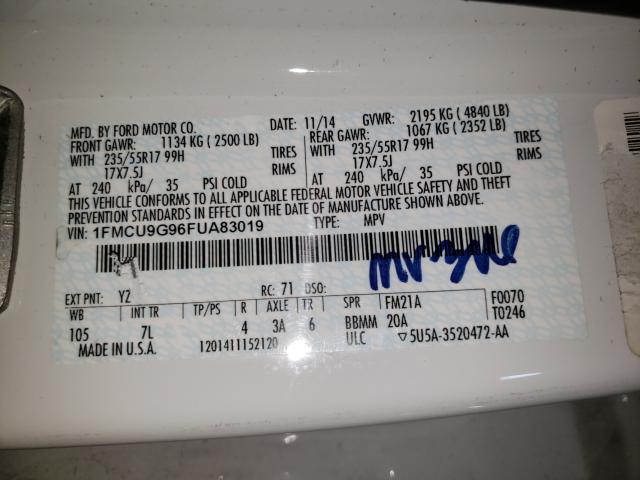 MFD. BY FORD MOTOR CO. DATE: 11/14 GVWR: 2195 KG ( 4840 LB)
FRONT GAWR: 1134 KG ( 2500 LB) REAR GAWR: 1067 KG ( 2352 LB)
WITH 235/55R17 99H TIRES WITH 235/55R17 99H TIRES
17X7.5J RIMS 17X7.5J RIMS
AT 240 kPa/ 35 PSI COLD AT 240 kPa/ 35 PSI COLD
THIS VEHICLE CONFORMS TO ALL APPLICABLE FEDERAL MOTOR VEHICLE SAFETY AND THEFT
PREVENTION STANDARDS IN EFFECT ON THE DATE OF MANUFACTURE SHOWN ABOVE.
VIN: 1FMCU9G96FUA83019 TYPE: MPV
EXT PNT: YZ RC: 71 DSO:
WB INT TR TP/PS R AXLE TR SPR FM21A F0070
105 7L 4 3A 6 BBMM 20A T0246
MADE IN U.S.A. 1201411152120 ULC ▽5U5A-3520472-AA